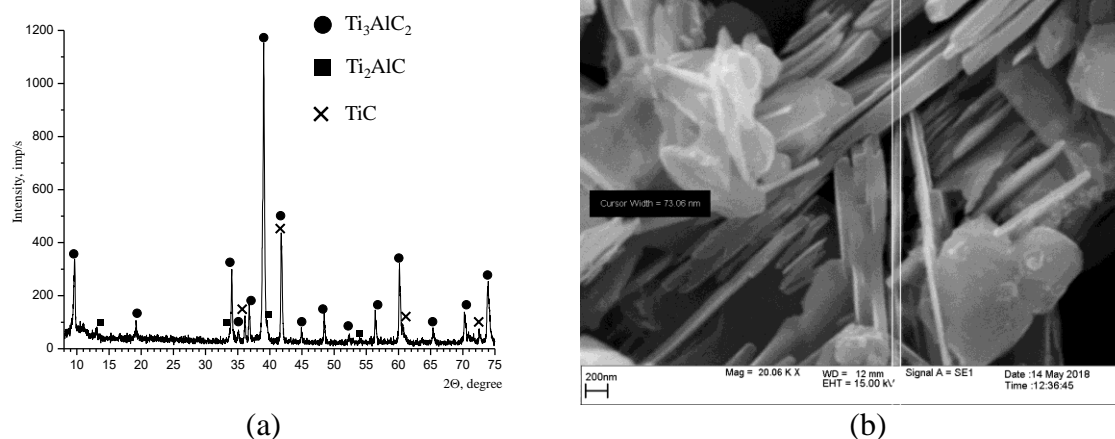 Ti₃AlC₂
Ti₂AlC
TiC
Intensity, imp/s
1200
1000
800
600
400
200
0
10 15 20 25 30 35 40 45 50 55 60 65 70 75
2Θ, degree
(a)
Cursor Width = 73.06 nm
200nm
Mag = 20.06 K X
WD = 12 mm
EHT = 15.00 kV
Signal A = SE1
Date :14 May 2018
Time :12:36:45
(b)